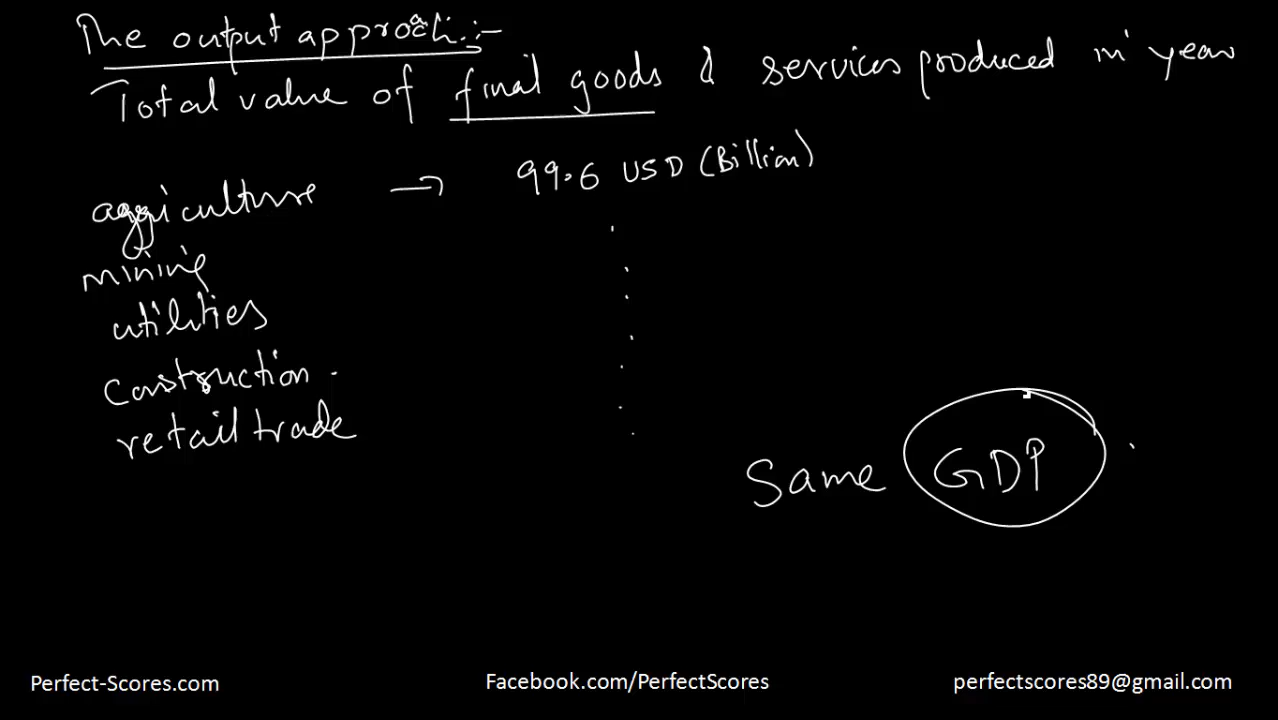 The output approach:-
Total value of final goods & services produced in year
aggriculture → 99.6 USD (Billion)
mining
utilities
Construction
retail trade
Same GDP
Perfect-Scores.com Facebook.com/PerfectScores perfectscores89@gmail.com